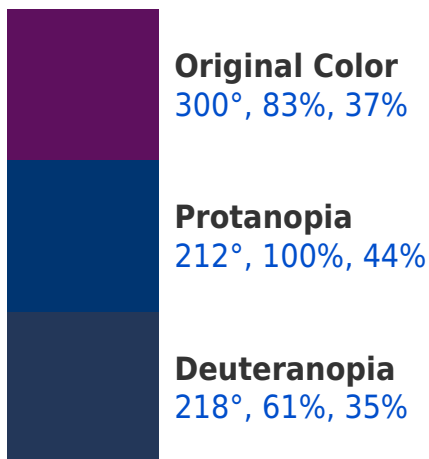 Original Color
300°, 83%, 37%
Protanopia
212°, 100%, 44%
Deuteranopia
218°, 61%, 35%